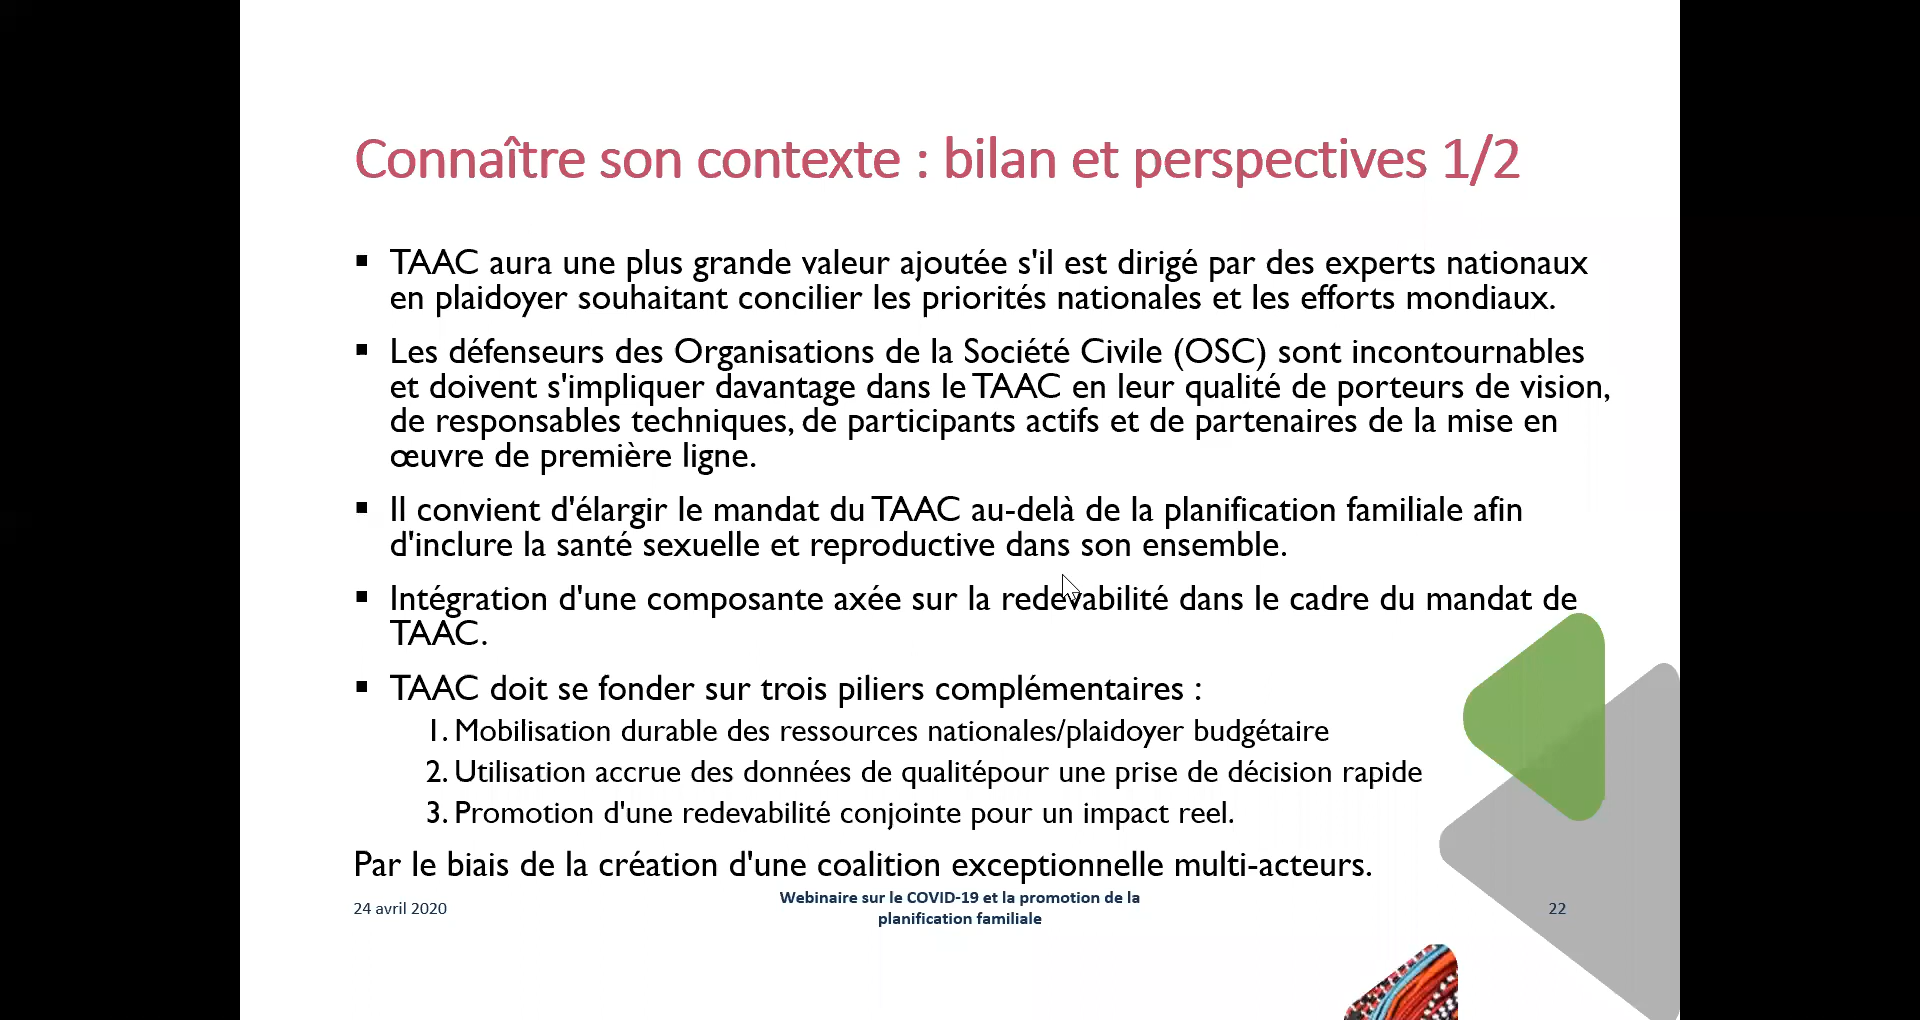 Connaître son contexte : bilan et perspectives 1/2
▪ TAAC aura une plus grande valeur ajoutée s'il est dirigé par des experts nationaux
en plaidoyer souhaitant concilier les priorités nationales et les efforts mondiaux.
▪ Les défenseurs des Organisations de la Société Civile (OSC) sont incontournables
et doivent s'impliquer davantage dans le TAAC en leur qualité de porteurs de vision,
de responsables techniques, de participants actifs et de partenaires de la mise en
œuvre de première ligne.
▪ Il convient d'élargir le mandat du TAAC au-delà de la planification familiale afin
d'inclure la santé sexuelle et reproductive dans son ensemble.
▪ Intégration d'une composante axée sur la redevabilité dans le cadre du mandat de
TAAC.
▪ TAAC doit se fonder sur trois piliers complémentaires :
1. Mobilisation durable des ressources nationales/plaidoyer budgétaire
2. Utilisation accrue des données de qualitépour une prise de décision rapide
3. Promotion d'une redevabilité conjointe pour un impact reel.
Par le biais de la création d'une coalition exceptionnelle multi-acteurs.
24 avril 2020
Webinaire sur le COVID-19 et la promotion de la
planification familiale
22